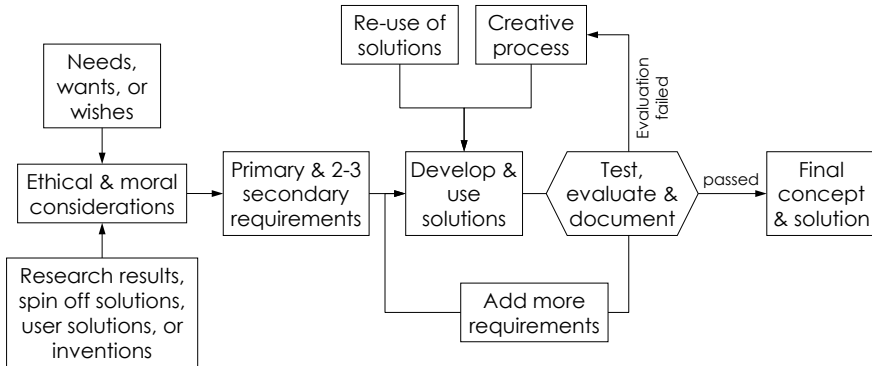 Needs,
wants, or
wishes
Ethical & moral
considerations
Research results,
spin off solutions,
user solutions, or
inventions
Primary & 2-3
secondary
requirements
Re-use of
solutions
Creative
process
Develop &
use
solutions
Test,
evaluate &
document
Evaluation
failed
passed
Add more
requirements
Final
concept
& solution